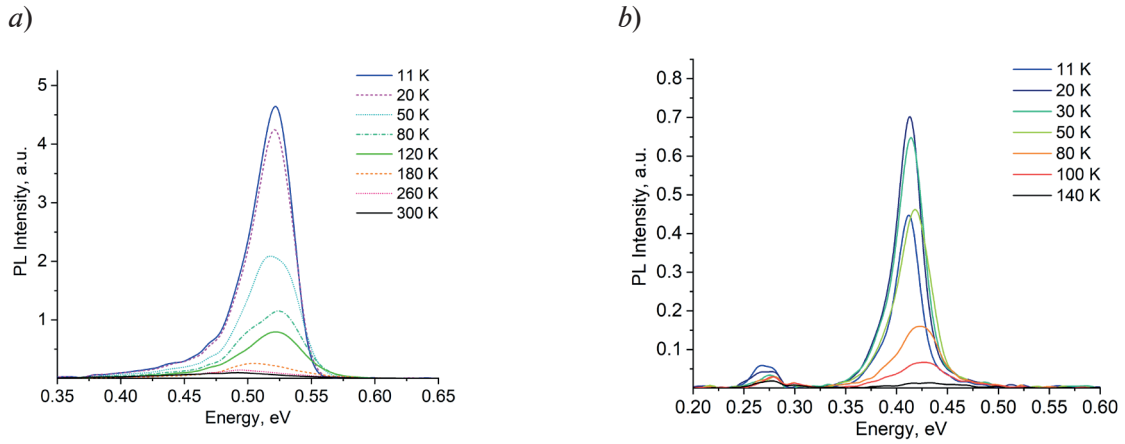 a)
b)
PL Intensity, a.u.
5
4
3
2
1
0.35 0.40 0.45 0.50 0.55 0.60 0.65
Energy, eV
11 K
20 K
50 K
80 K
120 K
180 K
260 K
300 K
PL Intensity, a.u.
0.8
0.7
0.6
0.5
0.4
0.3
0.2
0.1
0.20 0.25 0.30 0.35 0.40 0.45 0.50 0.55 0.60
Energy, eV
11 K
20 K
30 K
50 K
80 K
100 K
140 K